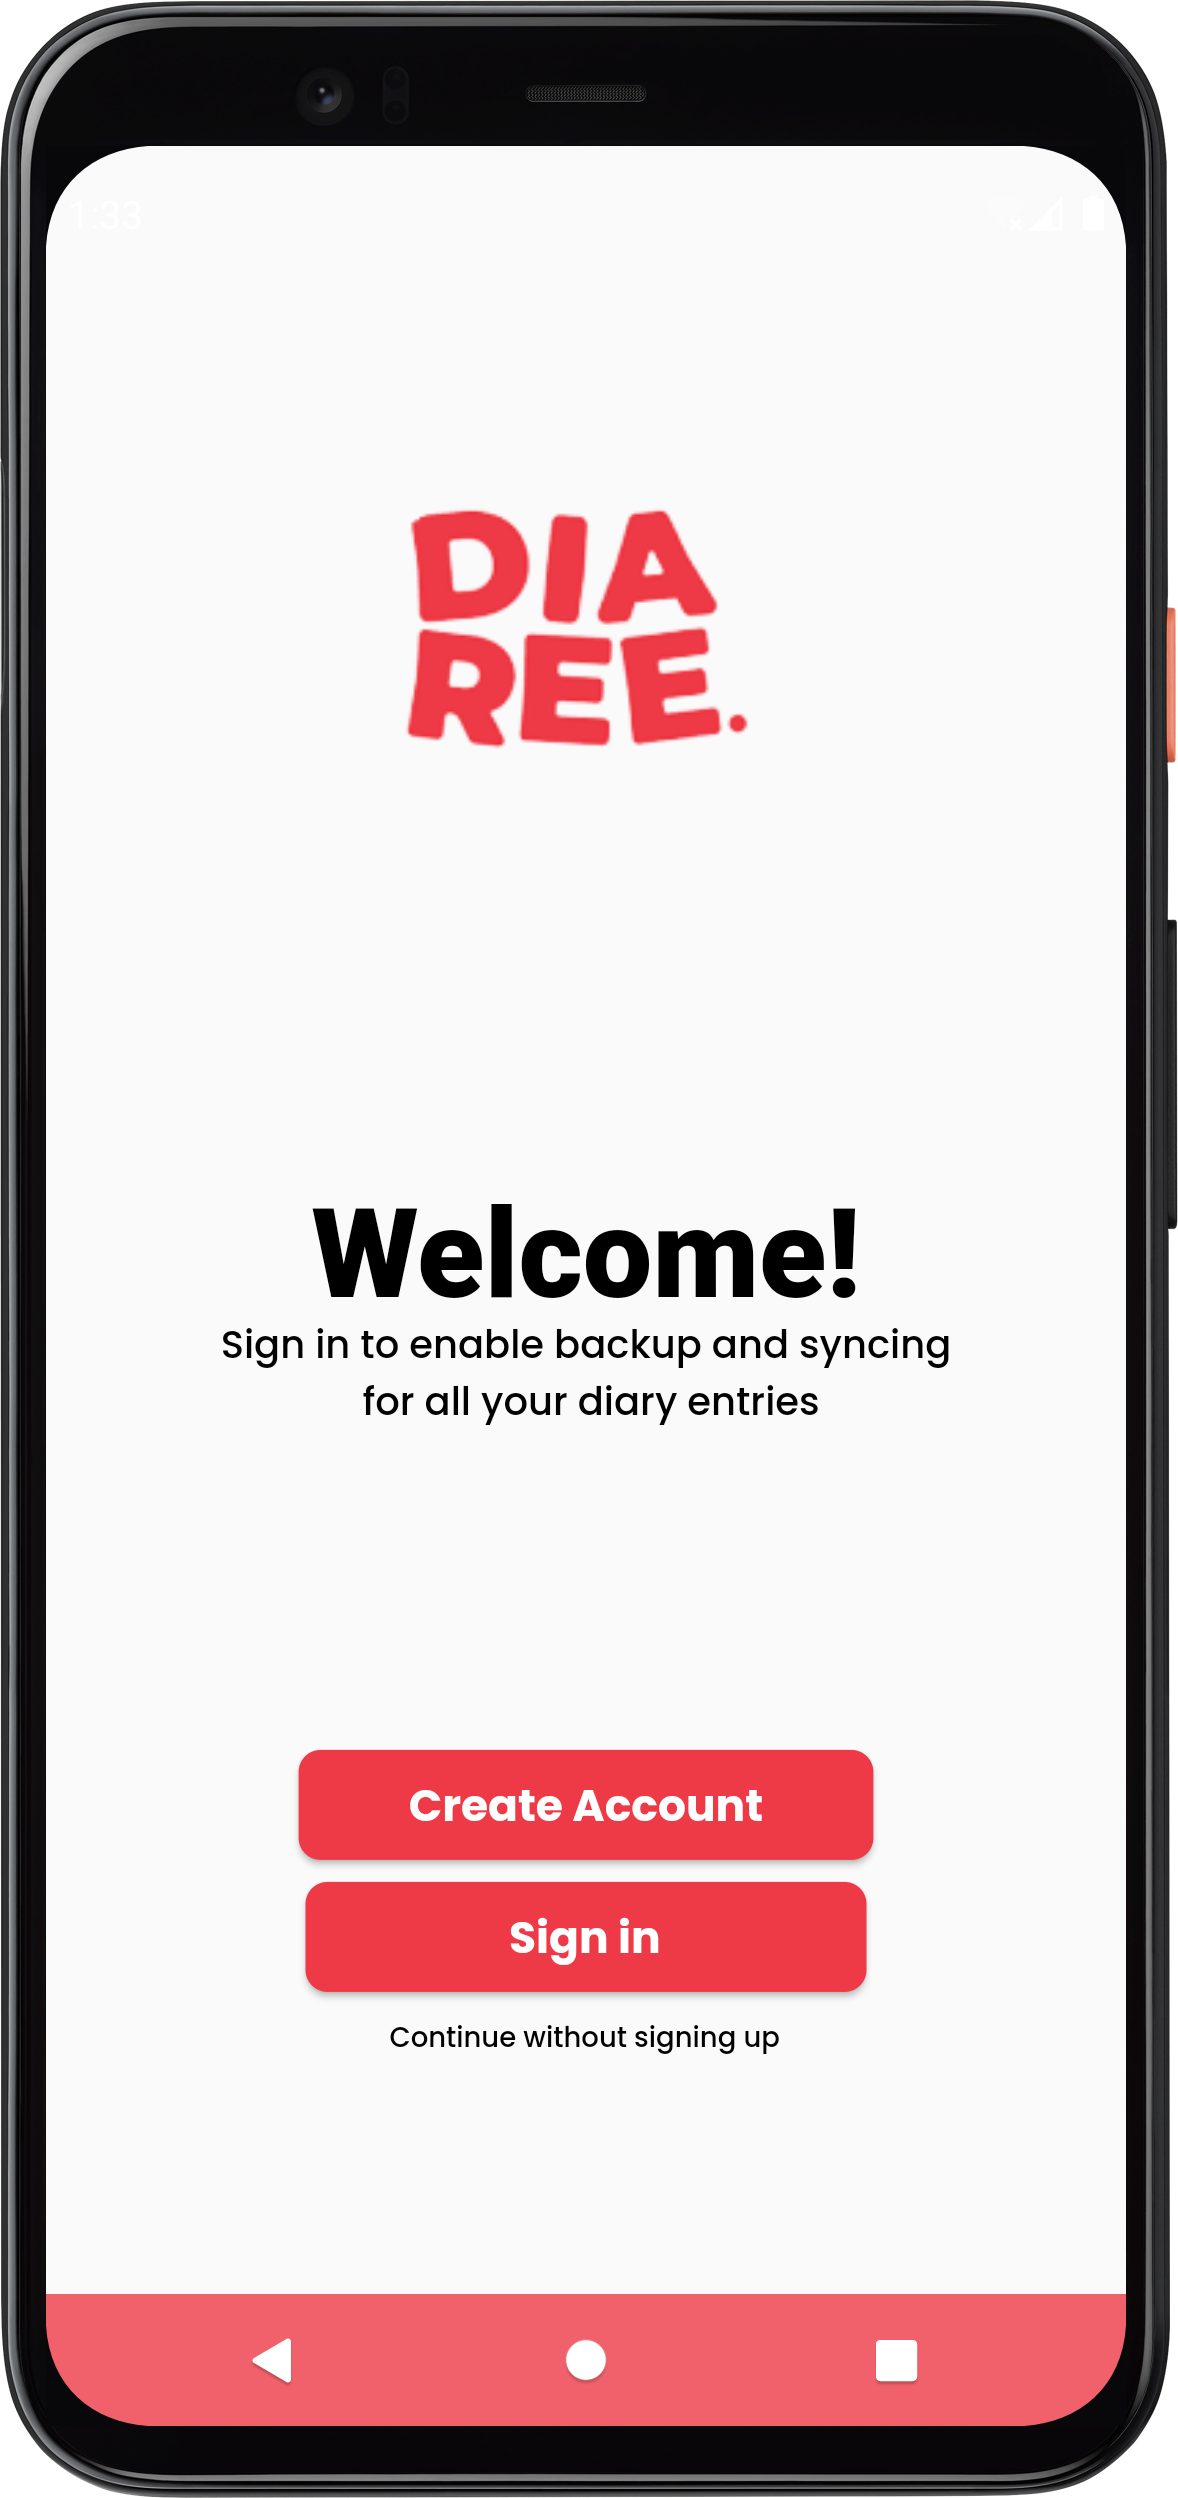 1:33
DIA
REE.
Welcome!
Sign in to enable backup and syncing
for all your diary entries
Create Account
Sign in
Continue without signing up